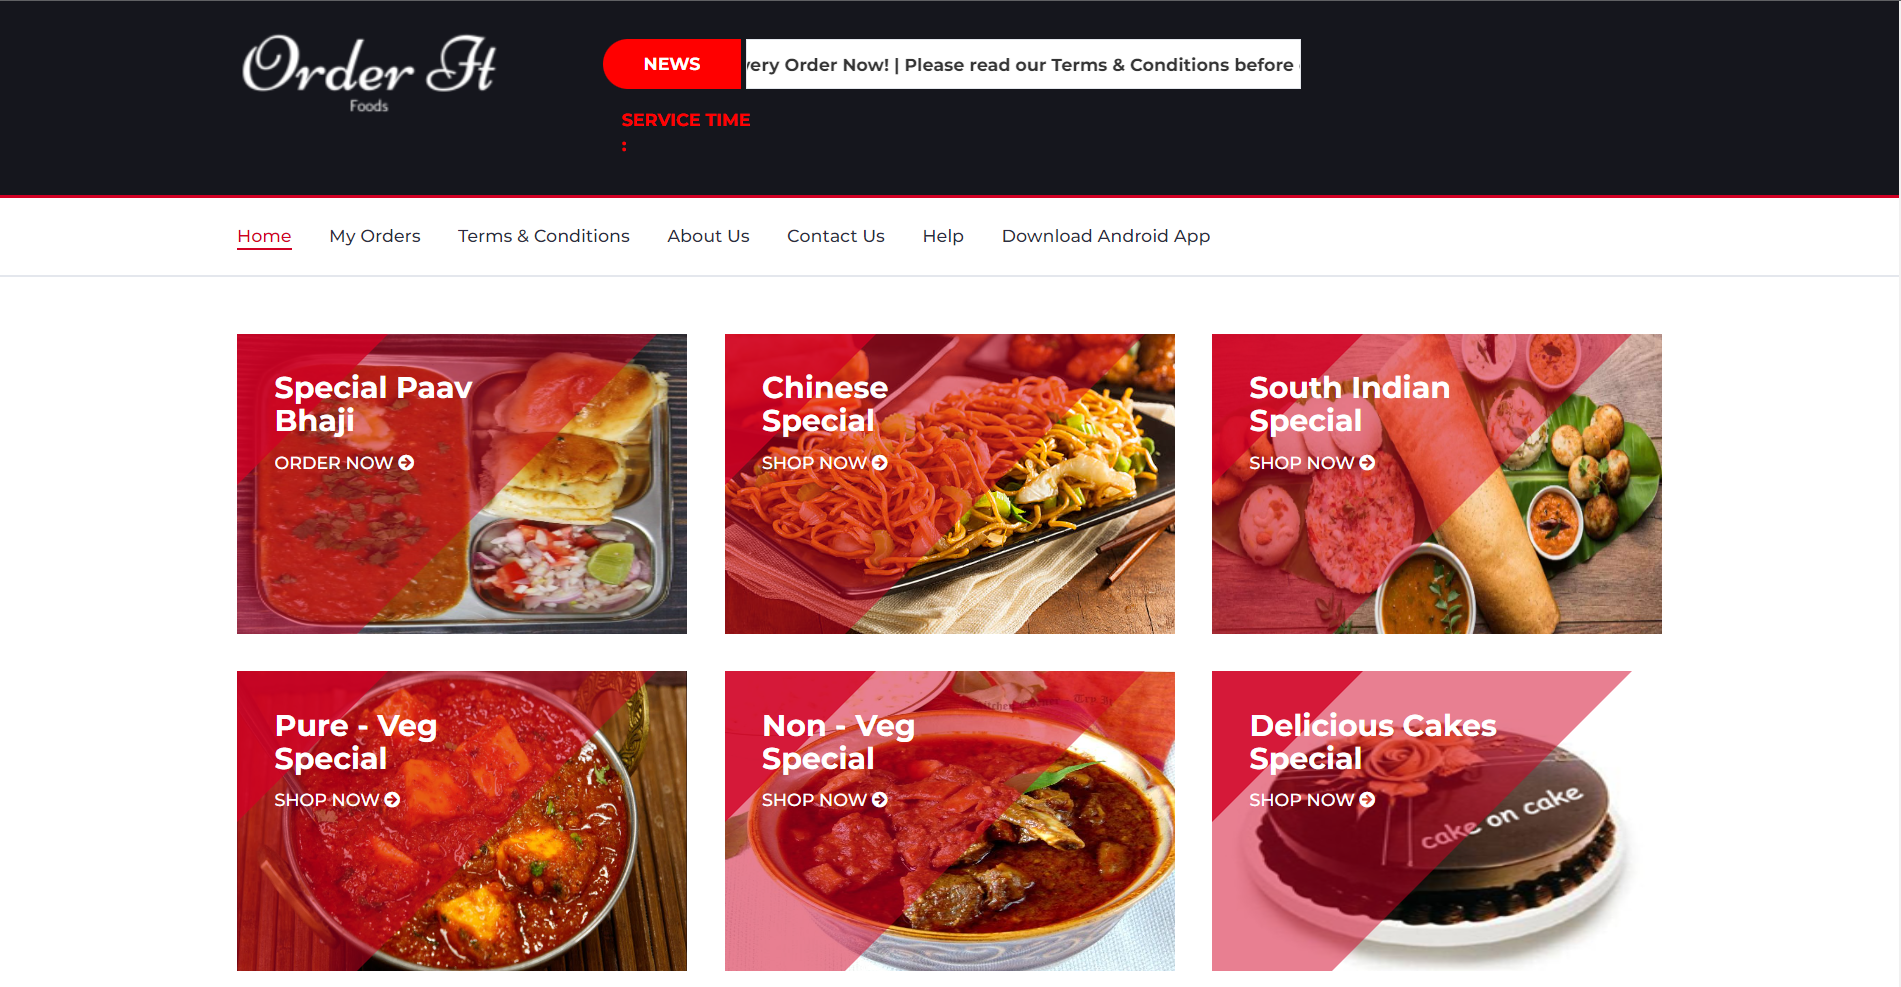 Order It
Foods
NEWS
very Order Now! | Please read our Terms & Conditions before
SERVICE TIME
:
Home My Orders Terms & Conditions About Us Contact Us Help Download Android App
Special Paav
Bhaji
ORDER NOW
Chinese
Special
SHOP NOW
South Indian
Special
SHOP NOW
Pure - Veg
Special
SHOP NOW
Non - Veg
Special
SHOP NOW
Delicious Cakes
Special
SHOP NOW
cake on cake